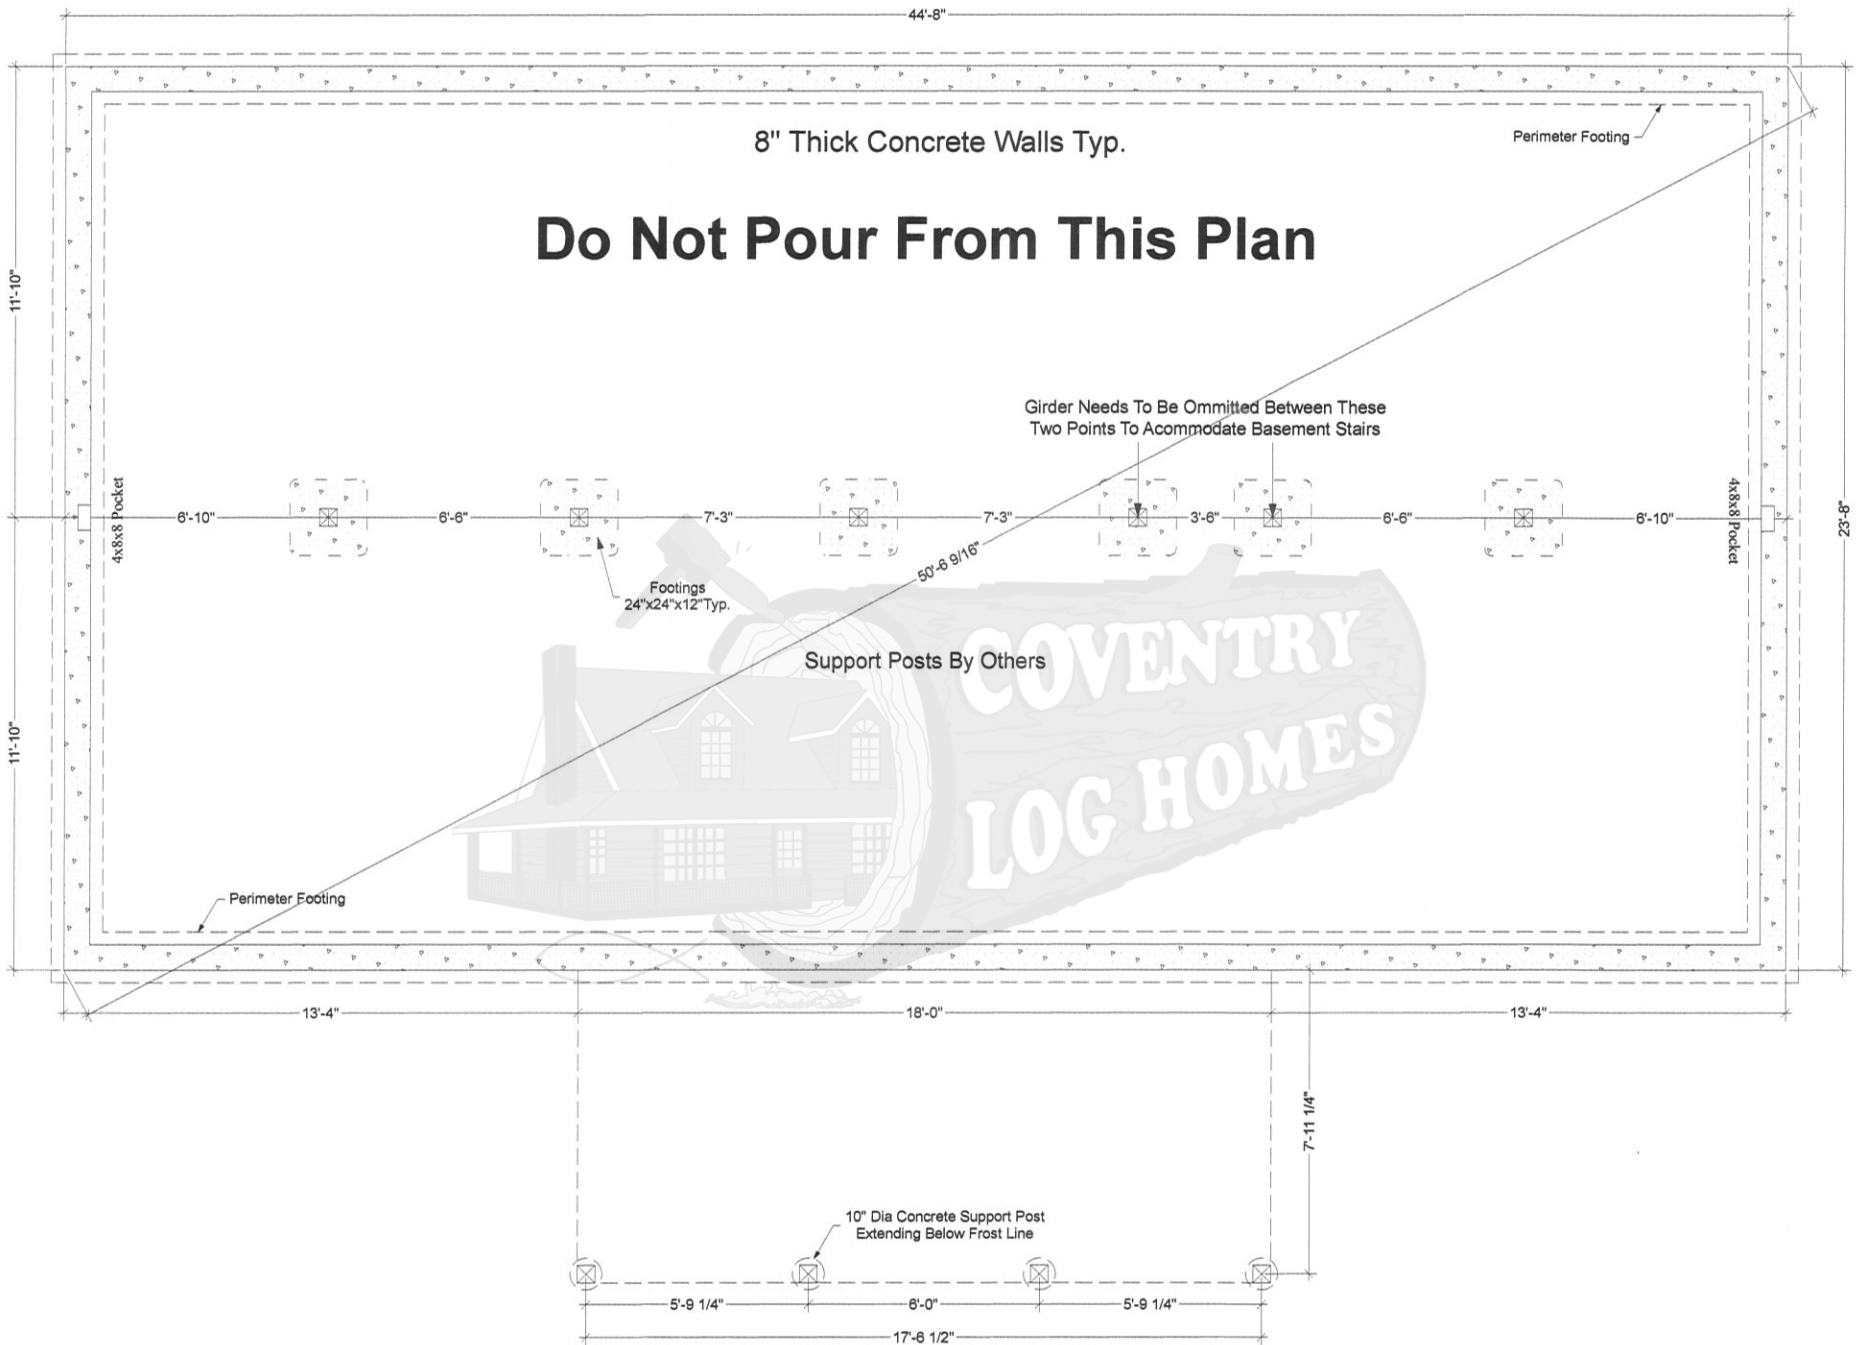 44'-8"
8" Thick Concrete Walls Typ.
Perimeter Footing
Do Not Pour From This Plan
11'-10"
Girder Needs To Be Ommitted Between These
Two Points To Acommodate Basement Stairs
4x8x8 Pocket
6'-10"
6'-6"
7'-3"
7'-3"
3'-6"
6'-6"
6'-10"
4x8x8 Pocket
23'-8"
50'-6 9/16"
Footings
24"x24"x12"Typ.
Support Posts By Others
COVENTRY
LOG HOMES
11'-10"
Perimeter Footing
13'-4"
18'-0"
13'-4"
7'-11 1/4"
10" Dia Concrete Support Post
Extending Below Frost Line
5'-9 1/4"
6'-0"
5'-9 1/4"
17'-6 1/2"